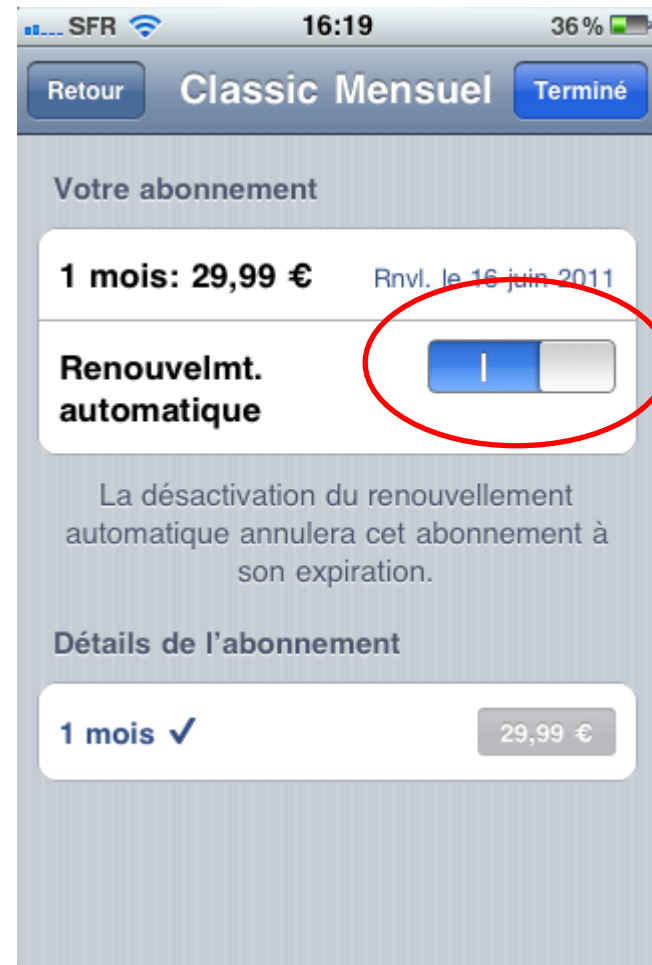 SFR 16:19 36 %
Retour Classic Mensuel Terminé
Votre abonnement
1 mois: 29,99 € Rnvl. le 16 juin 2011
Renouvelmt.
automatique
La désactivation du renouvellement
automatique annulera cet abonnement à
son expiration.
Détails de l'abonnement
1 mois ✓ 29,99 €